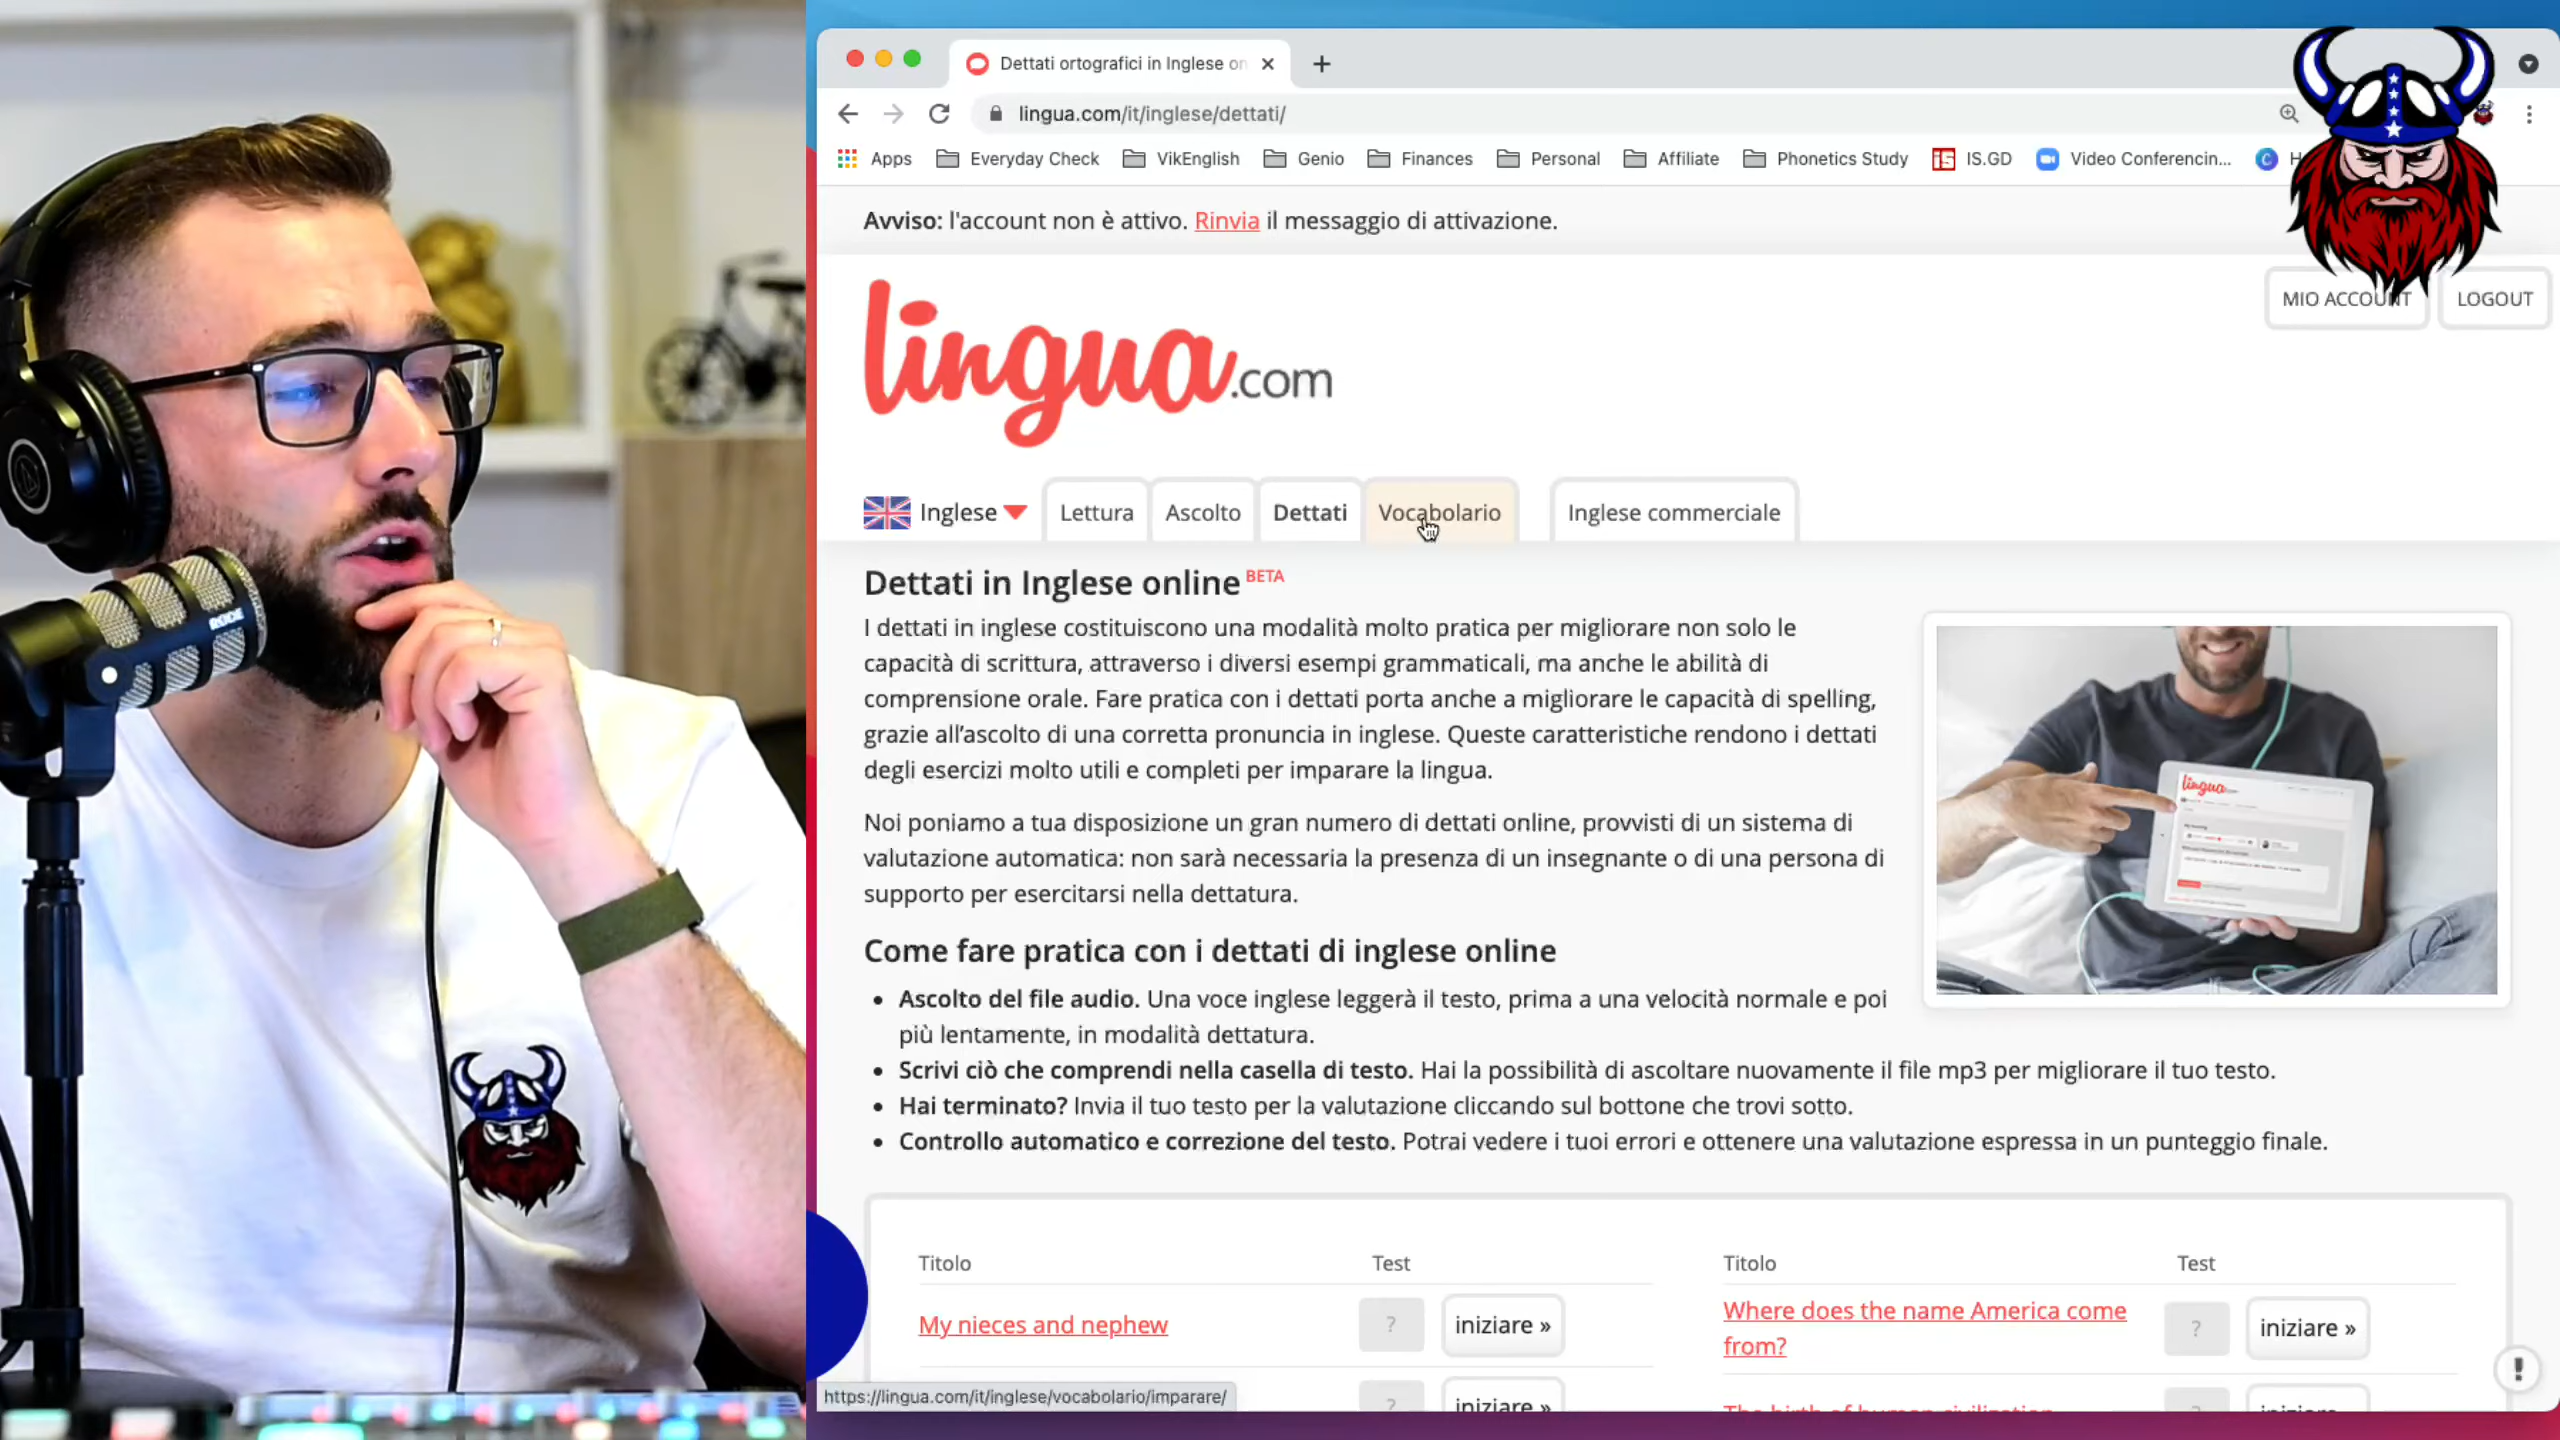 Dettati ortografici in Inglese on
lingua.com/it/inglese/dettati/
Apps Everyday Check VikEnglish Genio Finances Personal Affiliate Phonetics Study IS.GD Video Conferencin... H
Avviso: l'account non è attivo. Rinvia il messaggio di attivazione.
MIO ACCOUNT LOGOUT
lingua.com
Inglese Lettura Ascolto Dettati Vocabolario Inglese commerciale
Dettati in Inglese online BETA
I dettati in inglese costituiscono una modalità molto pratica per migliorare non solo le
capacità di scrittura, attraverso i diversi esempi grammaticali, ma anche le abilità di
comprensione orale. Fare pratica con i dettati porta anche a migliorare le capacità di spelling,
grazie all’ascolto di una corretta pronuncia in inglese. Queste caratteristiche rendono i dettati
degli esercizi molto utili e completi per imparare la lingua.
Noi poniamo a tua disposizione un gran numero di dettati online, provvisti di un sistema di
valutazione automatica: non sarà necessaria la presenza di un insegnante o di una persona di
supporto per esercitarsi nella dettatura.
lingua
Come fare pratica con i dettati di inglese online
• Ascolto del file audio. Una voce inglese leggerà il testo, prima a una velocità normale e poi
più lentamente, in modalità dettatura.
• Scrivi ciò che comprendi nella casella di testo. Hai la possibilità di ascoltare nuovamente il file mp3 per migliorare il tuo testo.
• Hai terminato? Invia il tuo testo per la valutazione cliccando sul bottone che trovi sotto.
• Controllo automatico e correzione del testo. Potrai vedere i tuoi errori e ottenere una valutazione espressa in un punteggio finale.
Titolo Test Titolo Test
My nieces and nephew ? iniziare » Where does the name America come
from? ? iniziare »
? iniziare » The birth of human civilization ? iniziare
https://lingua.com/it/inglese/vocabolario/imparare/
RODE